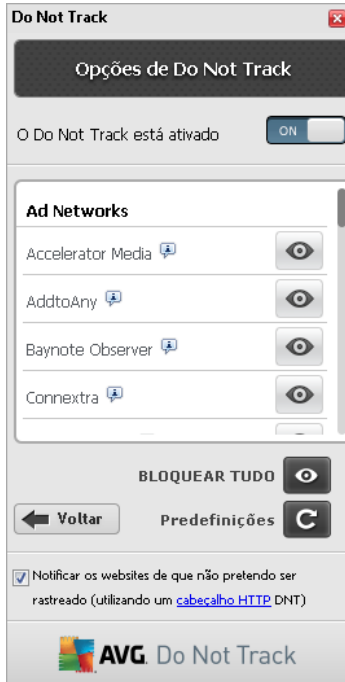 Do Not Track
Opções de Do Not Track
O Do Not Track está ativado
ON
Ad Networks
Accelerator Media
AddtoAny
Baynote Observer
Connextra
BLOQUEAR TUDO
Voltar
Predefinições
Notificar os websites de que não pretendo ser
rastreado (utilizando um cabeçalho HTTP DNT)
AVG. Do Not Track